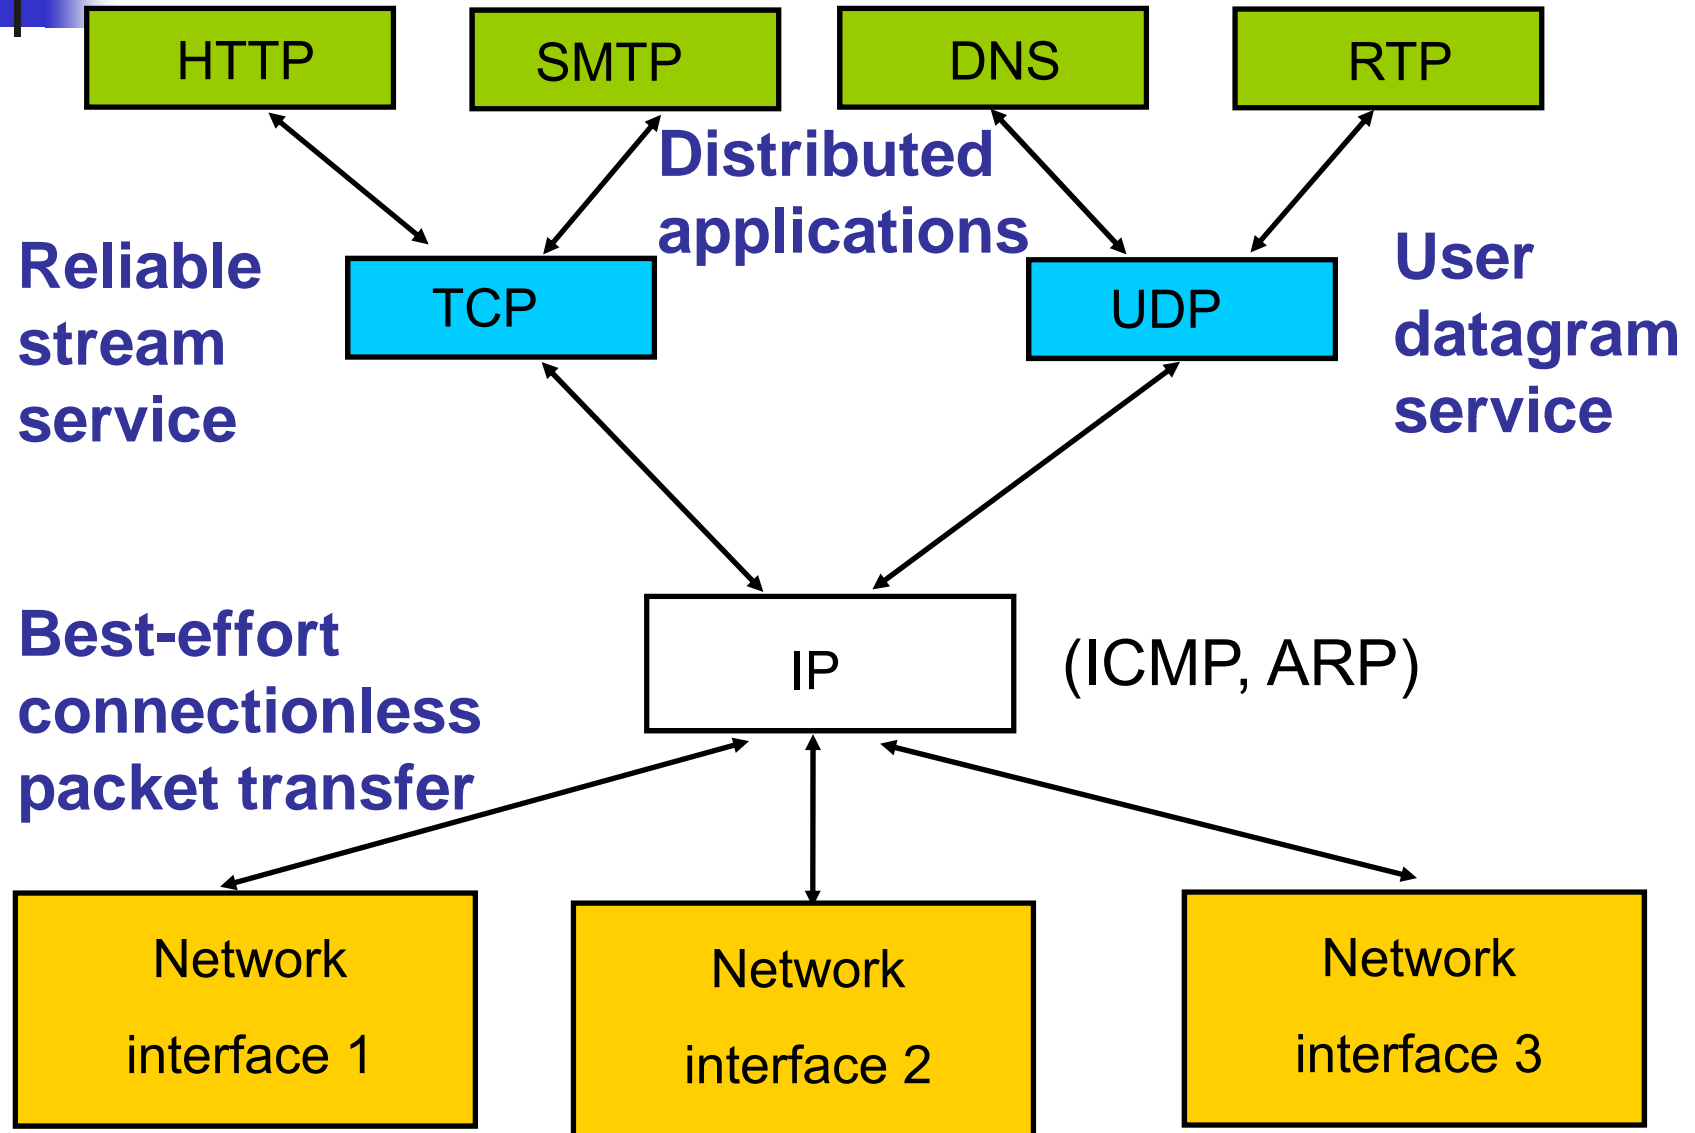 HTTP
SMTP
DNS
RTP
Distributed
applications
Reliable
stream
service
TCP
UDP
User
datagram
service
Best-effort
connectionless
packet transfer
IP
(ICMP, ARP)
Network
interface 1
Network
interface 2
Network
interface 3